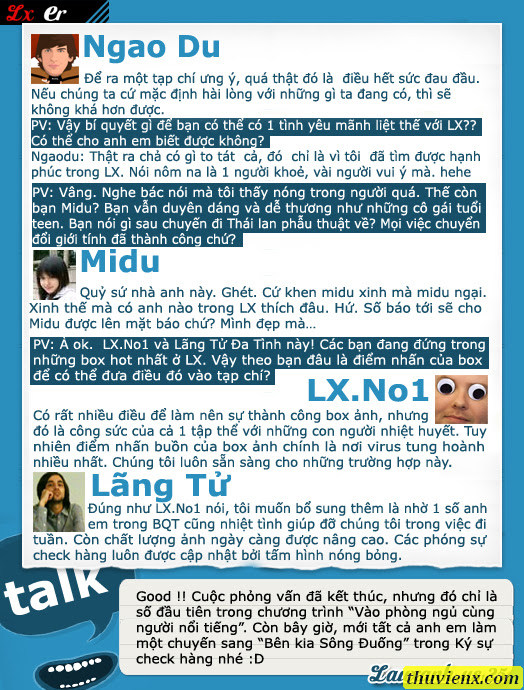 Lx er
Ngao Du
Để ra một tạp chí ưng ý, quá thật đó là điều hết sức đau đầu.
Nếu chúng ta cứ mặc định hài lòng với những gì ta đang có, thì sẽ
không khá hơn được.
PV: Vậy bí quyết gì để bạn có thể có 1 tình yêu mãnh liệt thế với LX??
Có thể cho anh em biết được không?
Ngaodu: Thật ra chả có gì to tát cả, đó chỉ là vì tôi đã tìm được hạnh
phúc trong LX. Nói nôm na là 1 người khoẻ, vài người vui ý mà. hehe
PV: Vâng. Nghe bác nói mà tôi thấy nóng trong người quá. Thế còn
bạn Midu? Bạn vẫn duyên dáng và dễ thương như những cô gái tuổi
teen. Bạn nói gì sau chuyến đi Thái lan phẫu thuật về? Mọi việc chuyển
đổi giới tính đã thành công chứ?
Midu
Quỷ sứ nhà anh này. Ghét. Cứ khen midu xinh mà midu ngại.
Xinh thế mà có anh nào trong LX thích đâu. Hứ. Số báo tới sẽ cho
Midu được lên mặt báo chứ? Mình đẹp mà...
PV: À ok. LX.No1 và Lãng Tử Đa Tình này! Các bạn đang đứng trong
những box hot nhất ở LX. Vậy theo bạn đâu là điểm nhấn của box
để có thể đưa điều đó vào tạp chí?
LX.No1
Có rất nhiều điều để làm nên sự thành công box ảnh, nhưng
đó là công sức của cả 1 tập thể với những con người nhiệt huyết. Tuy
nhiên điểm nhấn buồn của box ảnh chính là nơi virus tung hoành
nhiều nhất. Chúng tôi luôn sẵn sàng cho những trường hợp này.
Lãng Tử
Đúng như LX.No1 nói, tôi muốn bổ sung thêm là nhờ 1 số anh
em trong BQT cũng nhiệt tình giúp đỡ chúng tôi trong việc đi
tuần. Còn chất lượng ảnh ngày càng được nâng cao. Các phóng sự
check hàng luôn được cập nhật bởi tấm hình nóng bỏng.
talk
Good !! Cuộc phỏng vấn đã kết thúc, nhưng đó chỉ là
số đầu tiên trong chương trình “Vào phòng ngủ cùng
người nổi tiếng”. Còn bây giờ, mời tất cả anh em làm
một chuyến sang “Bên kia Sông Đuống” trong Ký sự
check hàng nhé :D
thuvienx.com